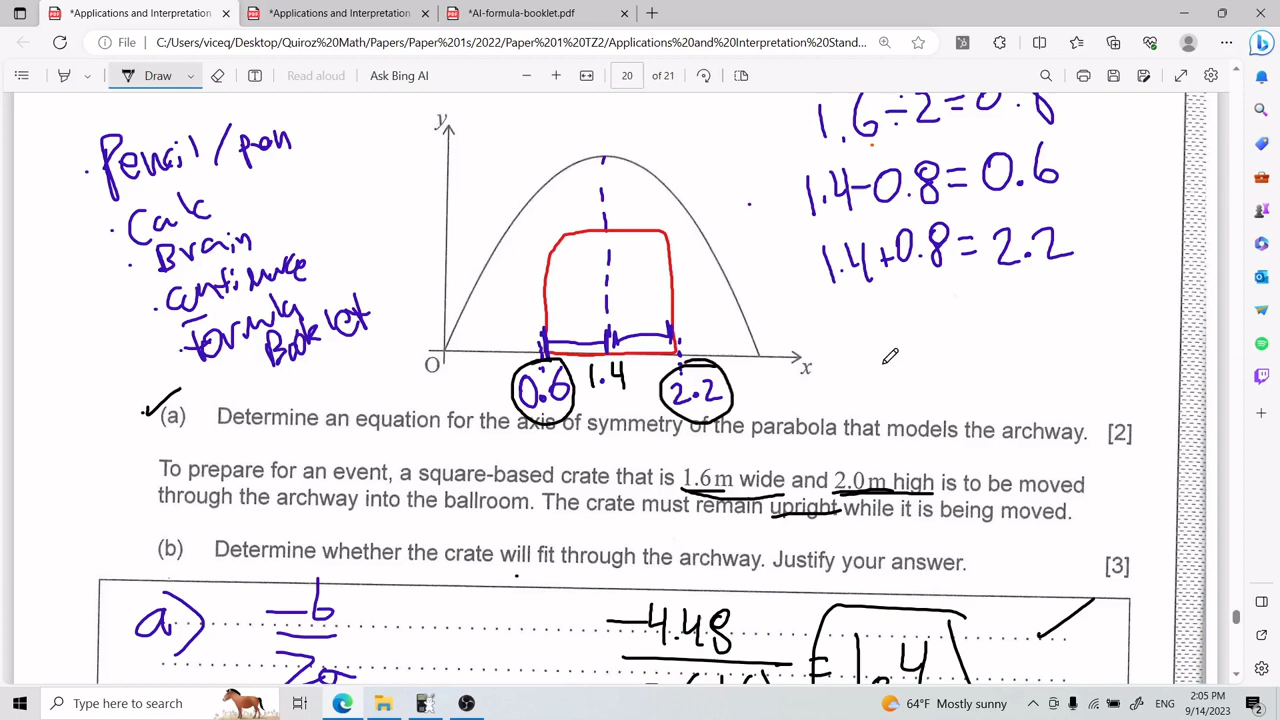 *Applications and Interpretation
*Applications and Interpretation
*AI-formula-booklet.pdf
File
C:/Users/viceq/Desktop/Quiroz%20Math/Papers/Paper%201s/2022/Paper%201%20TZ2/Applications%20and%20Interpretation%20Stand...
Draw
Read aloud
Ask Bing AI
20
of 21
1.6÷2=0.8
1.4-0.8=0.6
1.4+0.8=2.2
Pencil/pen
Calc
Brain
Formula
Booklet
y
O
x
0.6
1.4
2.2
(a) Determine an equation for the axis of symmetry of the parabola that models the archway. [2]
To prepare for an event, a square-based crate that is 1.6 m wide and 2.0 m high is to be moved
through the archway into the ballroom. The crate must remain upright while it is being moved.
(b) Determine whether the crate will fit through the archway. Justify your answer. [3]
a) -b
-4.48
= 1.4
2a
Type here to search
64°F Mostly sunny
ENG
2:05 PM
9/14/2023
2